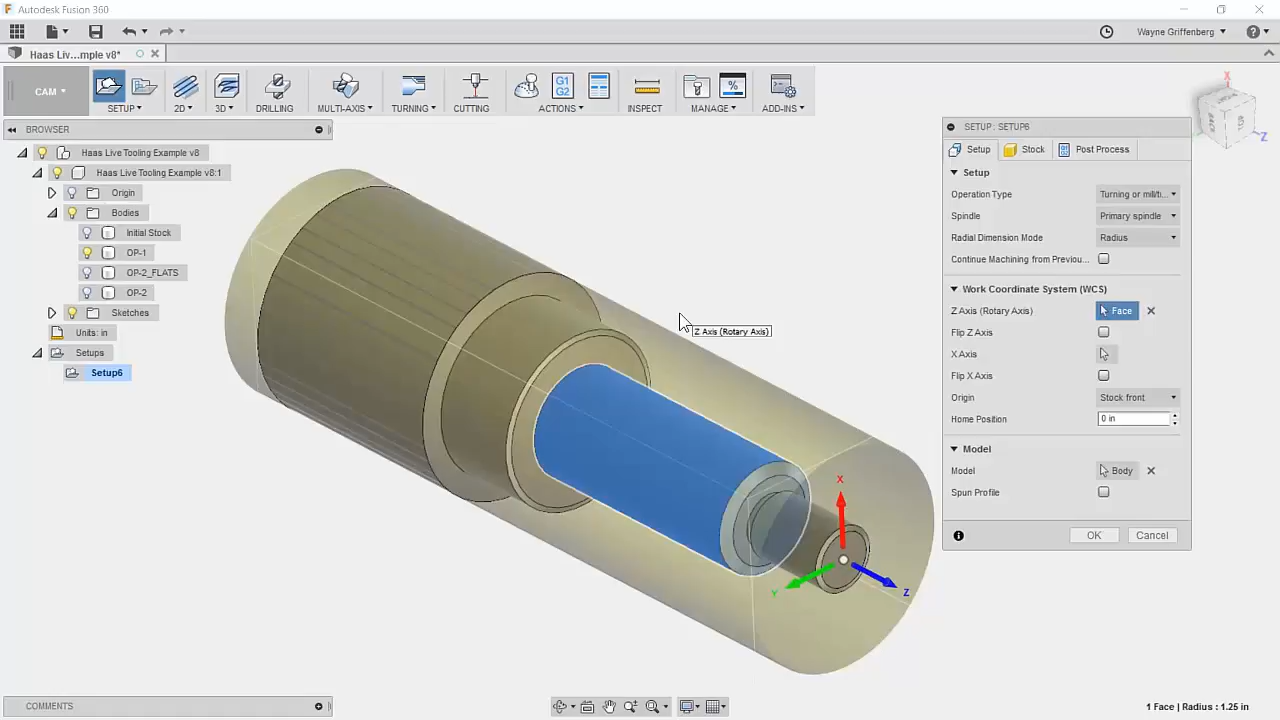 Autodesk Fusion 360
Wayne Griffenberg
Haas Liv...mple v8*
CAM
SETUP
2D
3D
DRILLING
MULTI-AXIS
TURNING
CUTTING
G1
G2
ACTIONS
INSPECT
%
MANAGE
ADD-INS
BROWSER
Haas Live Tooling Example v8
Haas Live Tooling Example v8:1
Origin
Bodies
Initial Stock
OP-1
OP-2_FLATS
OP-2
Sketches
Units: in
Setups
Setup6
Z Axis (Rotary Axis)
X
Y
Z
X
Z
SETUP : SETUP6
Setup
Stock
Post Process
Setup
Operation Type Turning or mill/t...
Spindle Primary spindle
Radial Dimension Mode Radius
Continue Machining from Previou...
Work Coordinate System (WCS)
Z Axis (Rotary Axis) Face
Flip Z Axis
X Axis
Flip X Axis
Origin Stock front
Home Position 0 in
Model
Model Body
Spun Profile
OK Cancel
COMMENTS
1 Face | Radius : 1.25 in